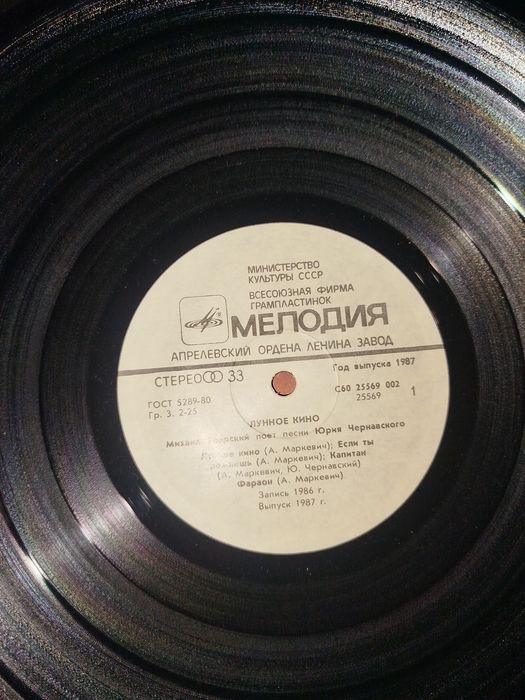 МИНИСТЕРСТВО
КУЛЬТУРЫ СССР
ВСЕСОЮЗНАЯ ФИРМА
ГРАМПЛАСТИНОК
МЕЛОДИЯ
АПРЕЛЕВСКИЙ ОРДЕНА ЛЕНИНА ЗАВОД
СТЕРЕО 33
Год выпуска 1987
ГОСТ 5289-80
Гр. 3. 2-25
С60 25569 002
25569
1
ЛУННОЕ КИНО
Михаил Боярский поет песни Юрия Чернавского
Лунное кино (А. Маркевич); Если ты
(А. Маркевич); Капитан
(А. Маркевич, Ю. Чернавский)
Фараон (А. Маркевич)
Запись 1986 г.
Выпуск 1987 г.